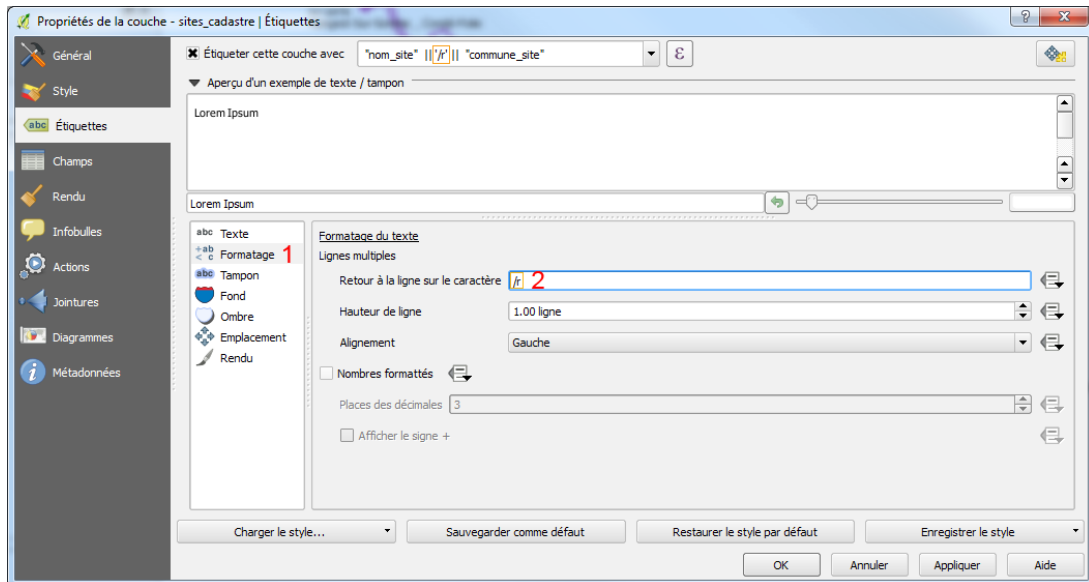 Propriétés de la couche - sites_cadastre | Étiquettes
Général
Style
abc Étiquettes
Champs
Rendu
Infobulles
Actions
Jointures
Diagrammes
Métadonnées
Étiqueter cette couche avec "nom_site" ||'/r'|| "commune_site" ε
Aperçu d'un exemple de texte / tampon
Lorem Ipsum
Lorem Ipsum
abc Texte
+ab < c Formatage 1
abc Tampon
Fond
Ombre
Emplacement
Rendu
Formatage du texte
Lignes multiples
Retour à la ligne sur le caractère /r 2
Hauteur de ligne 1.00 ligne
Alignement Gauche
Nombres formattés
Places des décimales 3
Afficher le signe +
Charger le style... Sauvegarder comme défaut Restaurer le style par défaut Enregistrer le style
OK Annuler Appliquer Aide